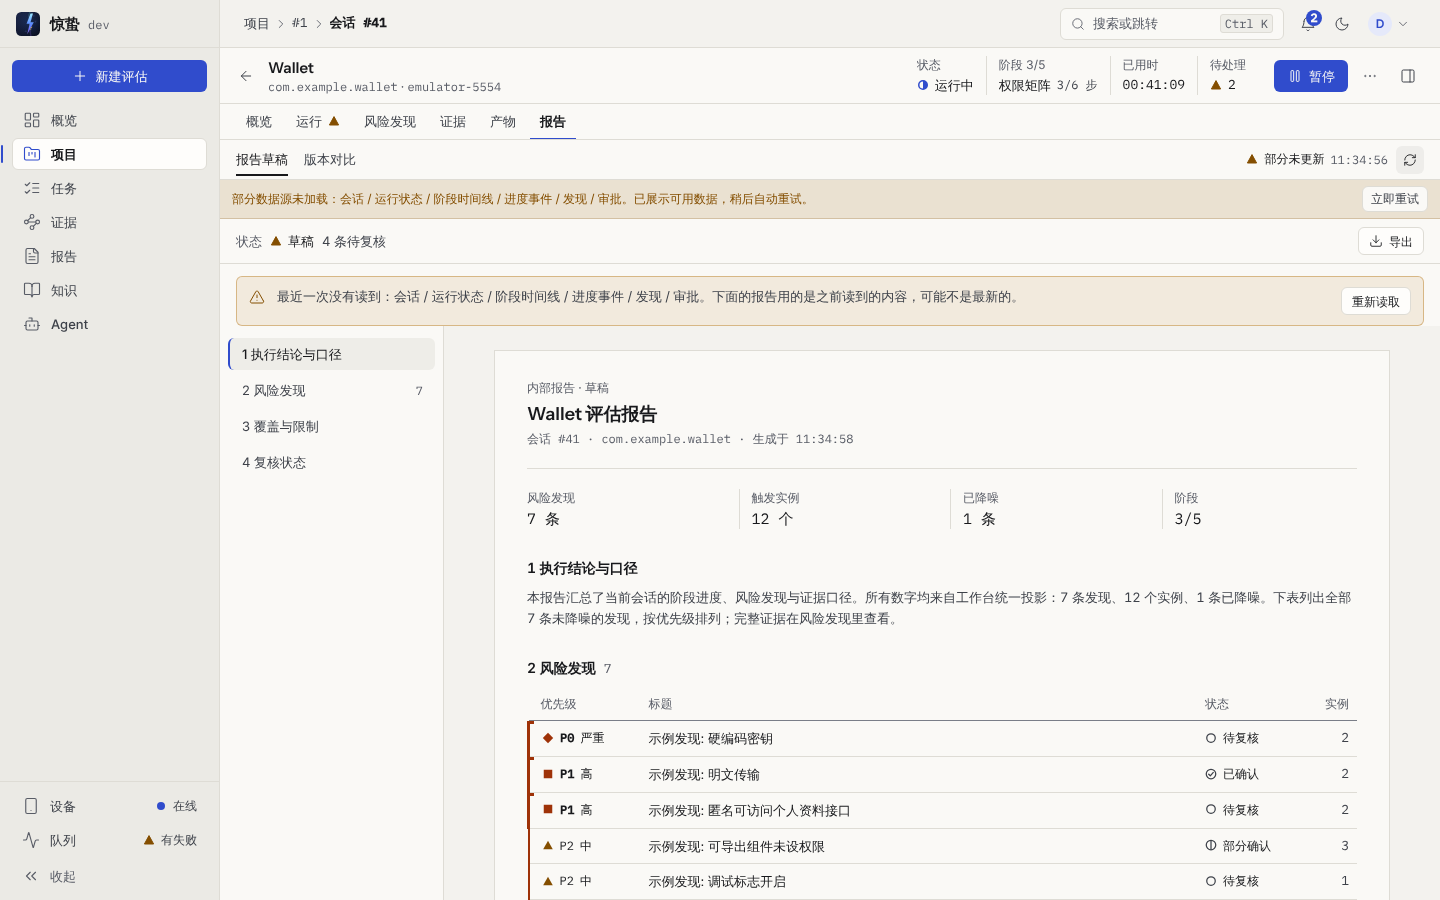 惊蛰 dev
项目 > #1 > 会话 #41
搜索或跳转 Ctrl K
2
D
新建评估
概览
项目
任务
证据
报告
知识
Agent
设备 在线
队列 有失败
收起
Wallet
com.example.wallet · emulator-5554
状态
运行中
阶段 3/5
权限矩阵 3/6 步
已用时
00:41:09
待处理
2
暂停
概览 运行 风险发现 证据 产物 报告
报告草稿 版本对比
部分未更新 11:34:56
部分数据源未加载：会话 / 运行状态 / 阶段时间线 / 进度事件 / 发现 / 审批。已展示可用数据，稍后自动重试。
立即重试
状态 草稿 4 条待复核
导出
最近一次没有读到：会话 / 运行状态 / 阶段时间线 / 进度事件 / 发现 / 审批。下面的报告用的是之前读到的内容，可能不是最新的。
重新读取
1 执行结论与口径
2 风险发现 7
3 覆盖与限制
4 复核状态
内部报告 · 草稿
Wallet 评估报告
会话 #41 · com.example.wallet · 生成于 11:34:58
风险发现
7 条
触发实例
12 个
已降噪
1 条
阶段
3/5
1 执行结论与口径
本报告汇总了当前会话的阶段进度、风险发现与证据口径。所有数字均来自工作台统一投影：7 条发现、12 个实例、1 条已降噪。下表列出全部
7 条未降噪的发现，按优先级排列；完整证据在风险发现里查看。
2 风险发现 7
优先级 标题 状态 实例
P0 严重 示例发现: 硬编码密钥 待复核 2
P1 高 示例发现: 明文传输 已确认 2
P1 高 示例发现: 匿名可访问个人资料接口 待复核 2
P2 中 示例发现: 可导出组件未设权限 部分确认 3
P2 中 示例发现: 调试标志开启 待复核 1